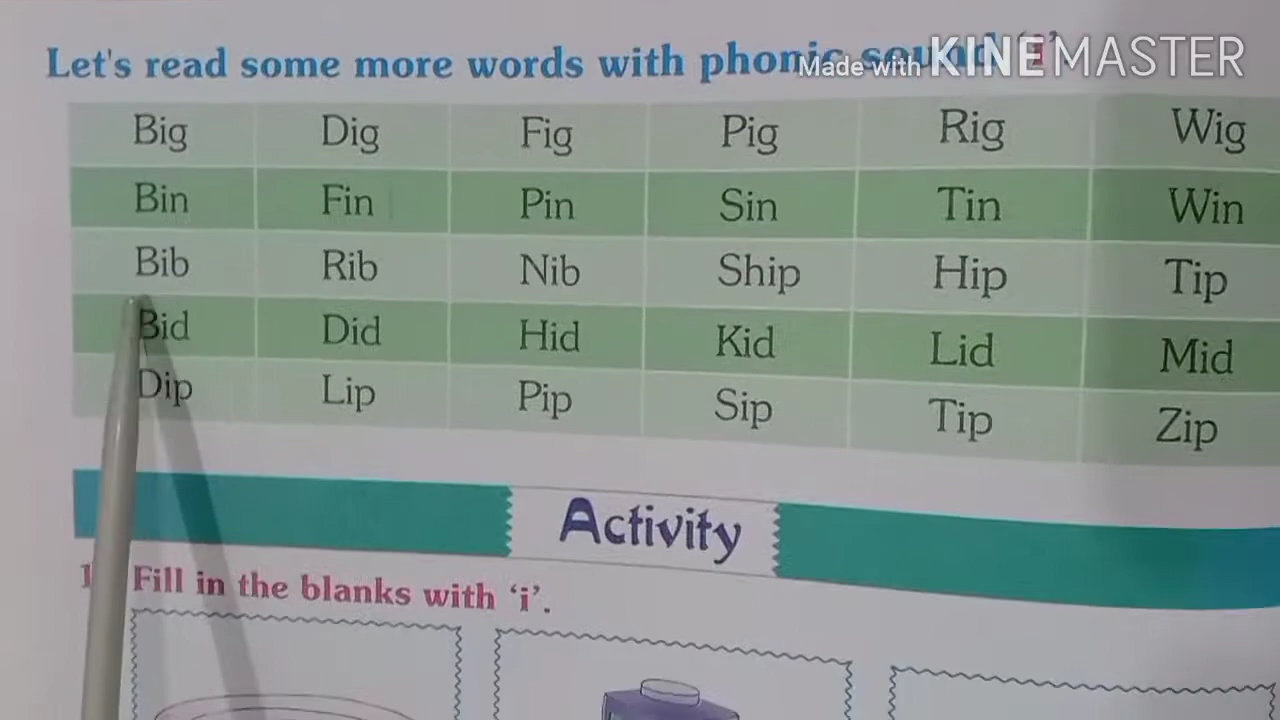 Let's read some more words with phonic sound 'i'
Made with KINEMASTER
Big Dig Fig Pig Rig Wig
Bin Fin Pin Sin Tin Win
Bib Rib Nib Ship Hip Tip
Bid Did Hid Kid Lid Mid
Dip Lip Pip Sip Tip Zip
Activity
1 Fill in the blanks with 'i'.